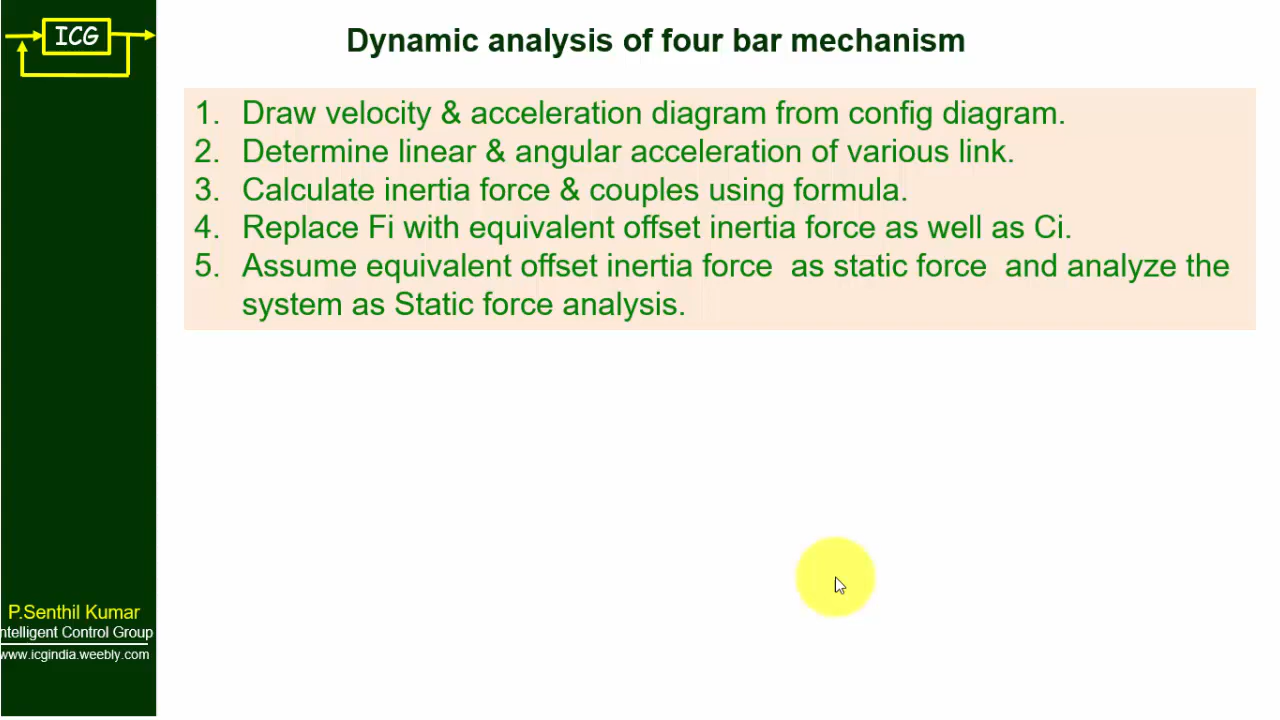 ICG
Dynamic analysis of four bar mechanism
1. Draw velocity & acceleration diagram from config diagram.
2. Determine linear & angular acceleration of various link.
3. Calculate inertia force & couples using formula.
4. Replace Fi with equivalent offset inertia force as well as Ci.
5. Assume equivalent offset inertia force as static force and analyze the
system as Static force analysis.
P.Senthil Kumar
ntelligent Control Group
www.icgindia.weebly.com